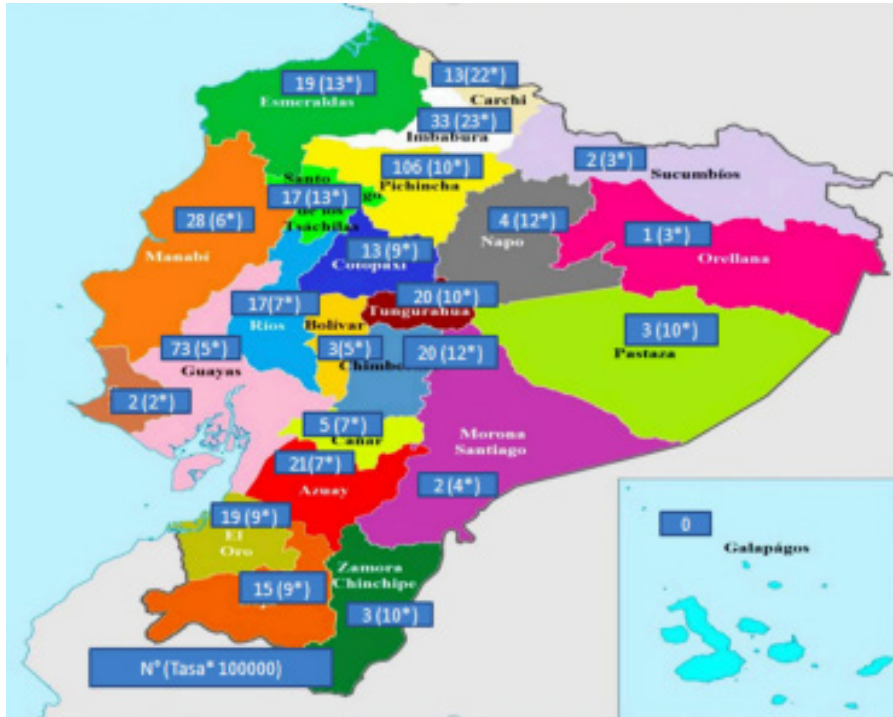 19 (13*)
Esmeraldas
13(22*)
Carchi
33 (23*)
Imbabura
106 (10*)
Pichincha
2 (3*)
Sucumbíos
Santo
17 (13*)
de los
Tsáchilas
28 (6*)
Manabí
4 (12*)
Napo
1 (3*)
Orellana
13 (9*)
Cotopaxi
17(7*)
Ríos
20 (10*)
Tungurahua
Bolívar
3 (10*)
Pastaza
73 (5*)
Guayas
3(5*)
20 (12*)
2 (2*)
5 (7*)
Cañar
Morona
Santiago
21(7*)
Azuay
2 (4*)
19 (9*)
El
Oro
Zamora
Chinchipe
15 (9*)
3 (10*)
0
Galapágos
N° (Tasa* 100000)